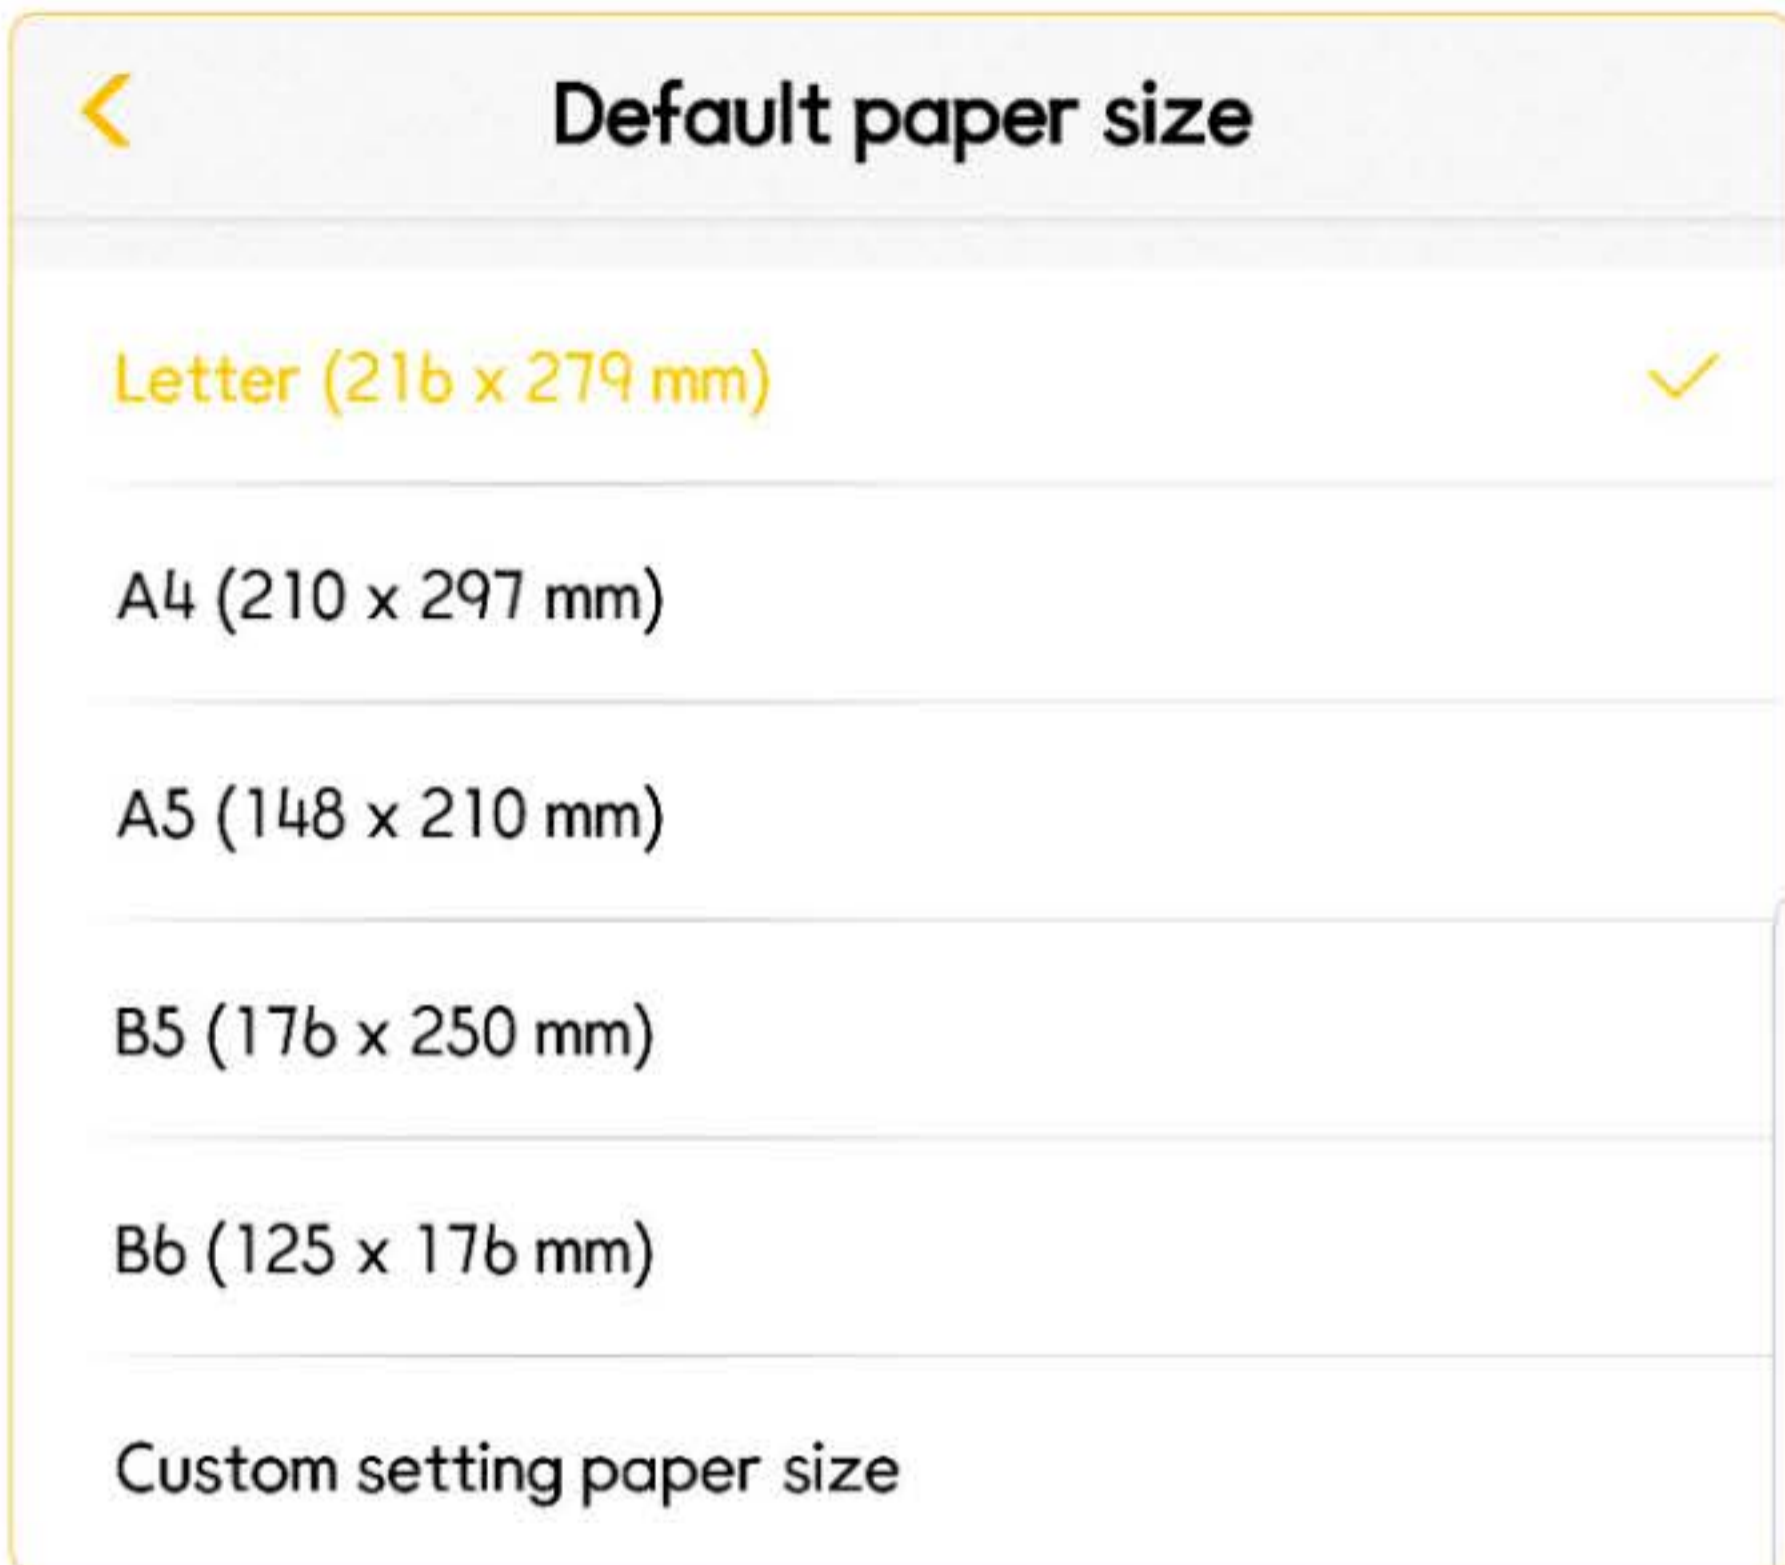 Default paper size
Letter (216 x 279 mm)
A4 (210 x 297 mm)
A5 (148 x 210 mm)
B5 (176 x 250 mm)
B6 (125 x 176 mm)
Custom setting paper size